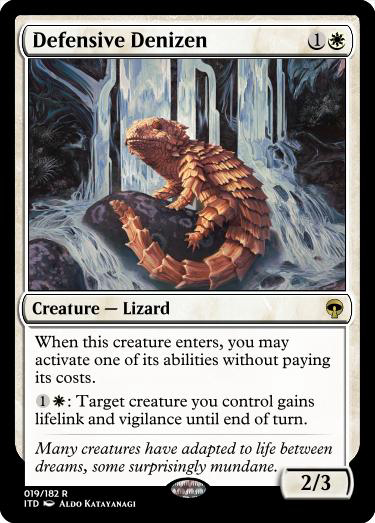 Defensive Denizen 1
Creature — Lizard
When this creature enters, you may
activate one of its abilities without paying
its costs.
1 : Target creature you control gains
lifelink and vigilance until end of turn.
Many creatures have adapted to life between
dreams, some surprisingly mundane.
2/3
019/182 R
ITD Aldo Katayanagi